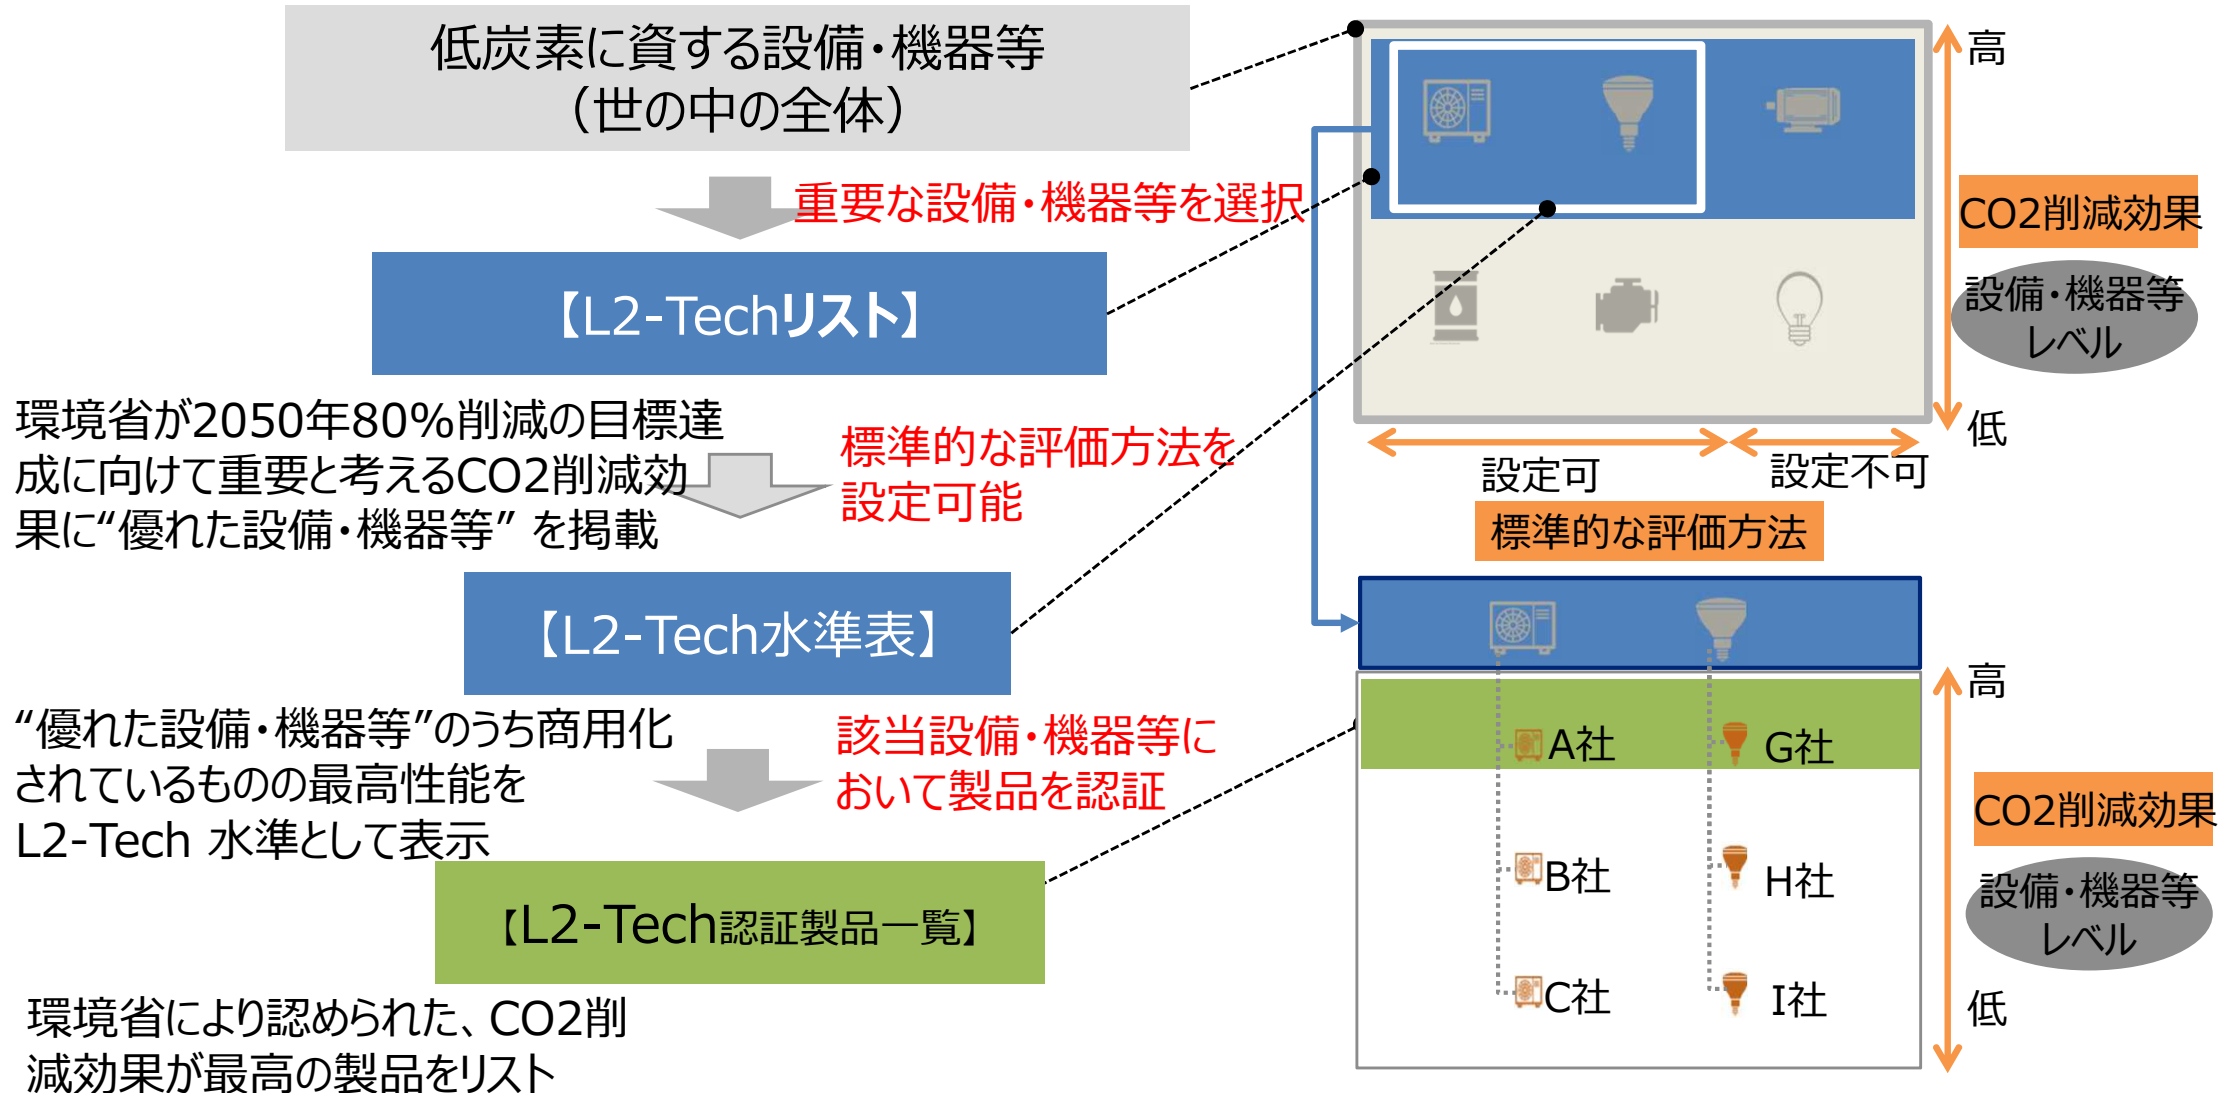 低炭素に資する設備・機器等
（世の中の全体）
重要な設備・機器等を選択
【L2-Techリスト】
環境省が2050年80%削減の目標達
成に向けて重要と考えるCO2削減効
果に“優れた設備・機器等” を掲載
標準的な評価方法を
設定可能
【L2-Tech水準表】
“優れた設備・機器等”のうち商用化
されているものの最高性能を
L2-Tech 水準として表示
該当設備・機器等に
おいて製品を認証
【L2-Tech認証製品一覧】
環境省により認められた、CO2削
減効果が最高の製品をリスト
高
CO2削減効果
設備・機器等
レベル
低
設定可
設定不可
標準的な評価方法
高
A社
G社
CO2削減効果
B社
H社
設備・機器等
レベル
C社
I社
低